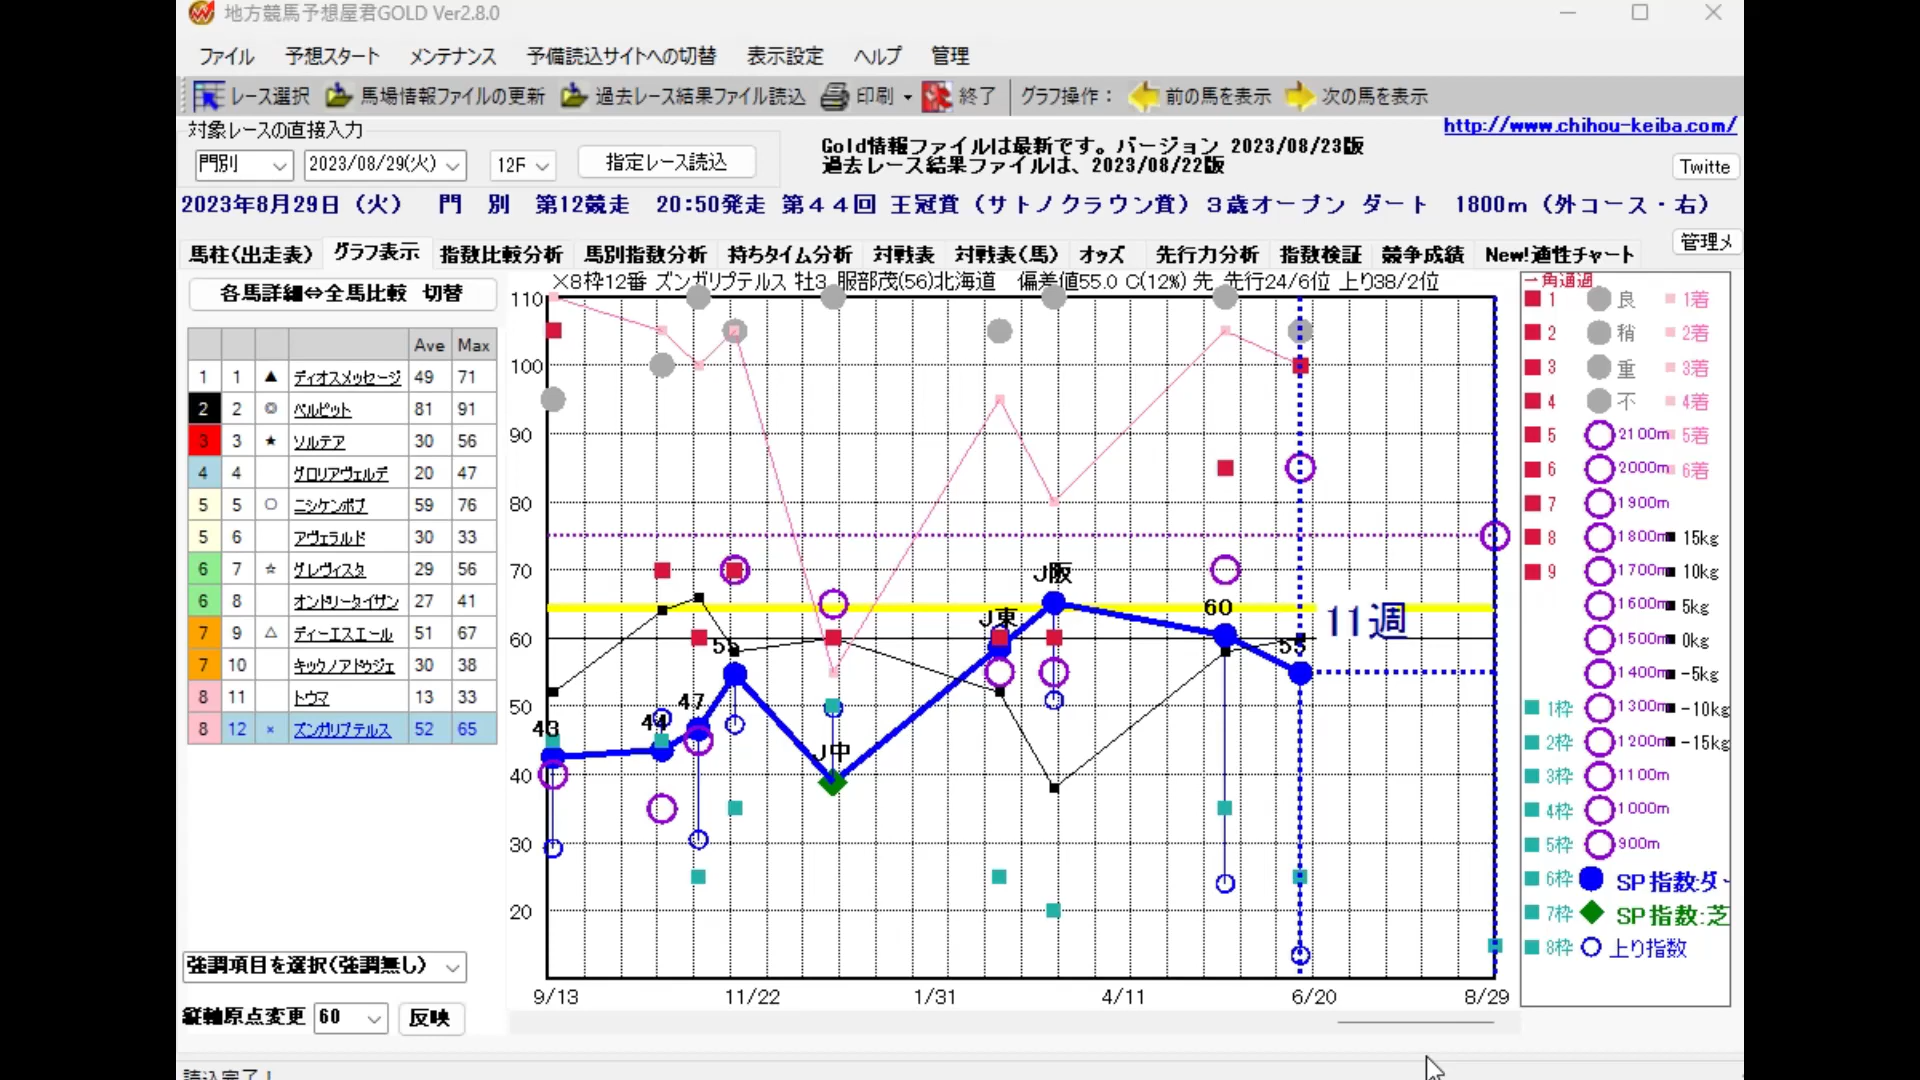 地方競馬予想屋君GOLD Ver2.8.0
ファイル 予想スタート メンテナンス 予備読込サイトへの切替 表示設定 ヘルプ 管理
レース選択 馬場情報ファイルの更新 過去レース結果ファイル読込 印刷 終了 グラフ操作： 前の馬を表示 次の馬を表示
対象レースの直接入力
http://www.chihou-keiba.com/
門別 2023/08/29(火) 12R 指定レース読込
Gold情報ファイルは最新です。バージョン 2023/08/23版
過去レース結果ファイルは、2023/08/22版
Twitte
2023年8月29日（火） 門 別 第12競走 20:50発走 第４４回 王冠賞（サトノクラウン賞）３歳オープン ダート 1800m（外コース・右）
管理メ
馬柱(出走表) グラフ表示 指数比較分析 馬別指数分析 持ちタイム分析 対戦表 対戦表(馬) オッズ 先行力分析 指数検証 競争成績 New!適性チャート
×8枠12番 ズンガリプテルス 牡3 服部茂(56)北海道 偏差値55.0 C(12%) 先 先行24/6位 上り38/2位
各馬詳細⇔全馬比較 切替
Ave Max
1 1 ▲ ディオスメッセージ 49 71
2 2 ◎ ベルピット 81 91
3 3 ★ ソルテア 30 56
4 4 グロリアヴェルデ 20 47
5 5 ○ ニシケンボブ 59 76
5 6 アヴェラルド 30 33
6 7 ☆ グレヴィスタ 29 56
6 8 オンドリータイザン 27 41
7 9 △ ディーエスエール 51 67
7 10 キックノアドゥジェ 30 38
8 11 トウマ 13 33
8 12 × ズンガリプテルス 52 65
強調項目を選択(強調無し)
縦軸原点変更 60 反映
110
100
90
80
70
60
50
40
30
20
43
44
47
55
J中
J東
J阪
60
55
11週
9/13 11/22 1/31 4/11 6/20 8/29
一角通過
1 良 1着
2 稍 2着
3 重 3着
4 不 4着
5 2100m 5着
6 2000m 6着
7 1900m
8 1800m 15kg
9 1700m 10kg
1600m 5kg
1500m 0kg
1400m -5kg
1枠 1300m -10kg
2枠 1200m -15kg
3枠 1100m
4枠 1000m
5枠 900m
6枠 SP指数:ダ
7枠 SP指数:芝
8枠 上り指数
読込完了！